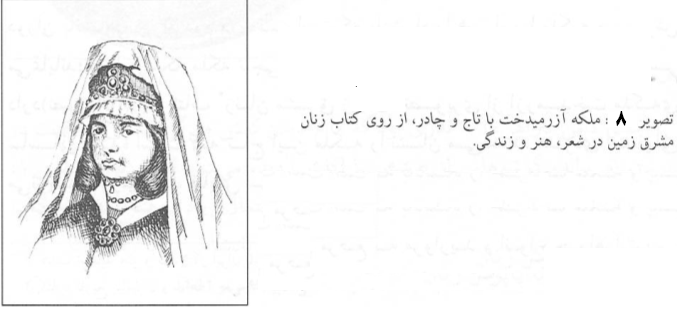 تصویر ۸ : ملکه آزرمیدخت با تاج و چادر، از روی کتاب زنان
مشرق زمین در شعر، هنر و زندگی.